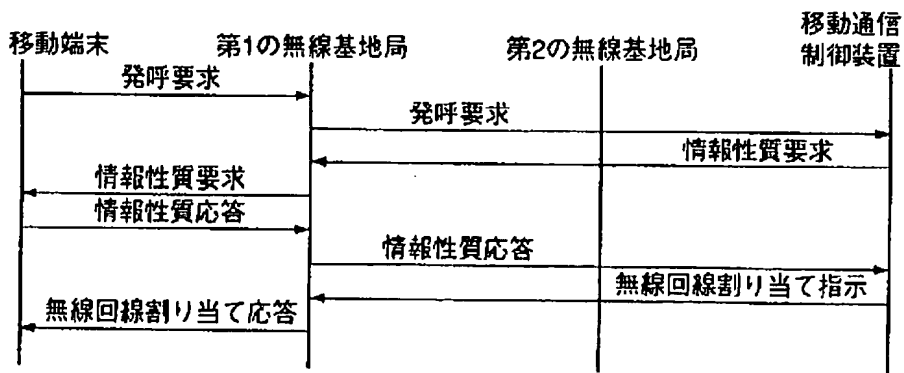 移動端末
第1の無線基地局
第2の無線基地局
移動通信
制御装置
発呼要求
発呼要求
情報性質要求
情報性質要求
情報性質応答
情報性質応答
無線回線割り当て指示
無線回線割り当て応答